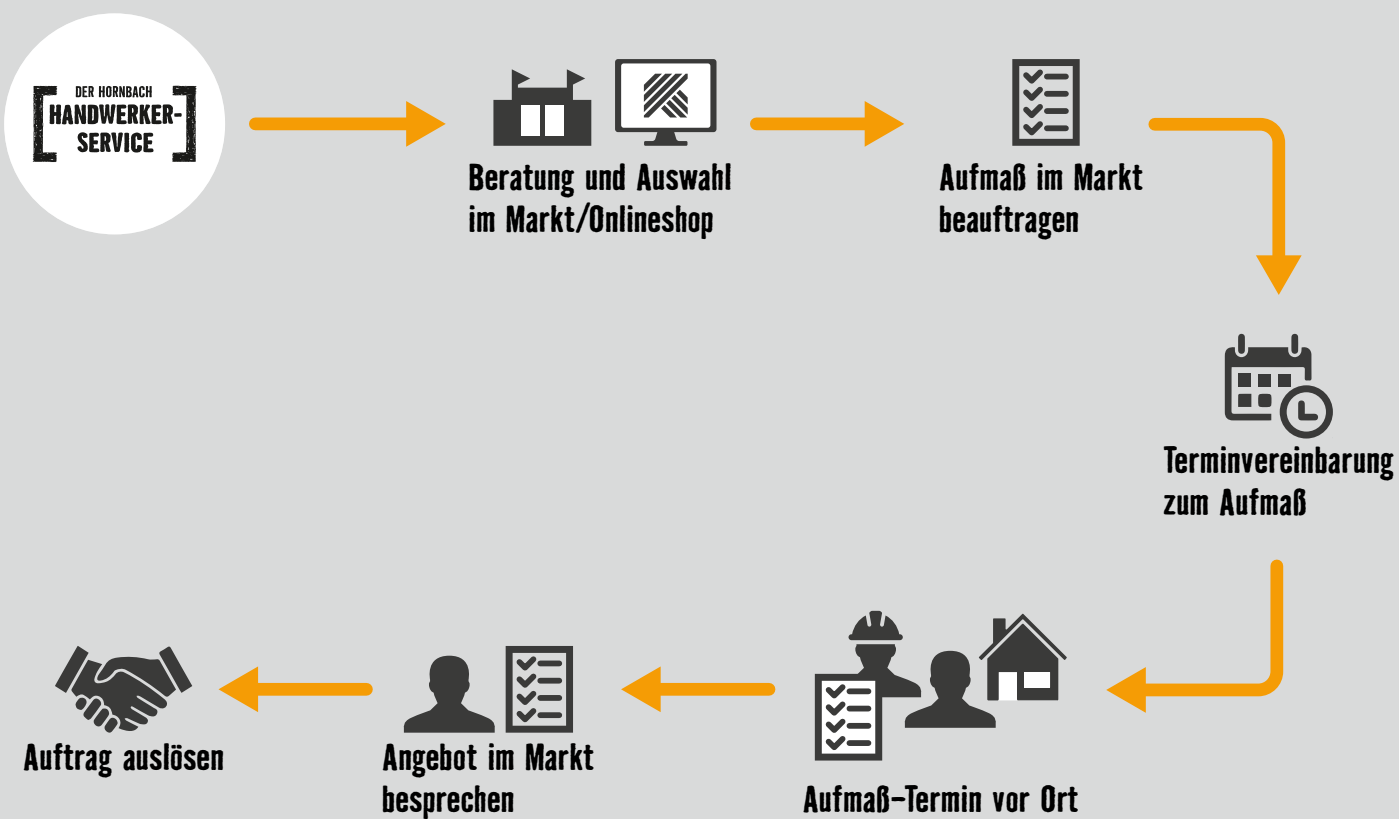 DER HORNBACH
HANDWERKER-
SERVICE
Beratung und Auswahl
im Markt/Onlineshop
Aufmaß im Markt
beauftragen
Terminvereinbarung
zum Aufmaß
Aufmaß-Termin vor Ort
Angebot im Markt
besprechen
Auftrag auslösen